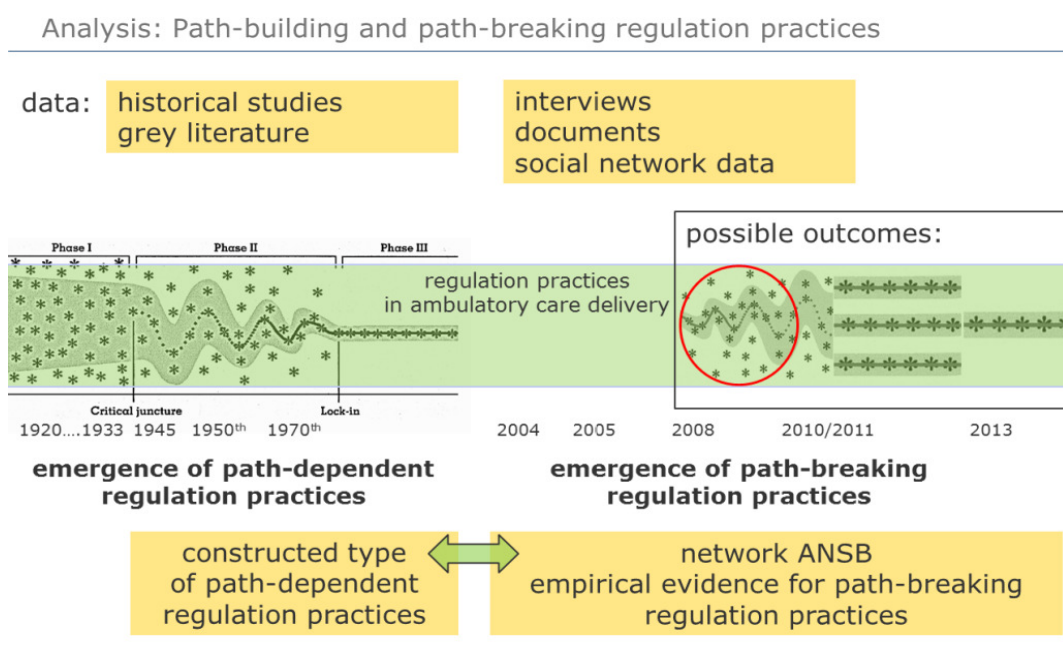 Analysis: Path-building and path-breaking regulation practices
data:
historical studies
grey literature
interviews
documents
social network data
possible outcomes:
Phase I
Phase II
Phase III
regulation practices
in ambulatory care delivery
Critical juncture
Lock-in
1920....1933 1945 1950th 1970th
2004 2005 2008 2010/2011 2013
emergence of path-dependent
regulation practices
emergence of path-breaking
regulation practices
constructed type
of path-dependent
regulation practices
network ANSB
empirical evidence for path-breaking
regulation practices